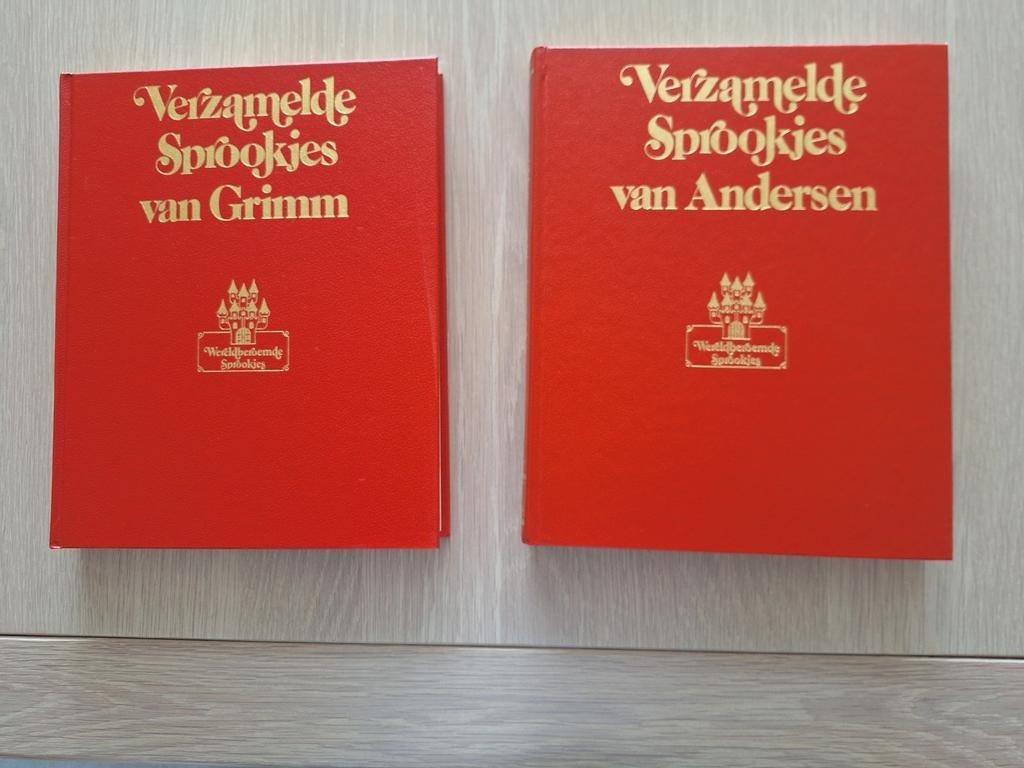 Verzamelde
Sprookjes
van Grimm
Wereldberoemde
Sprookjes
Verzamelde
Sprookjes
van Andersen
Wereldberoemde
Sprookjes